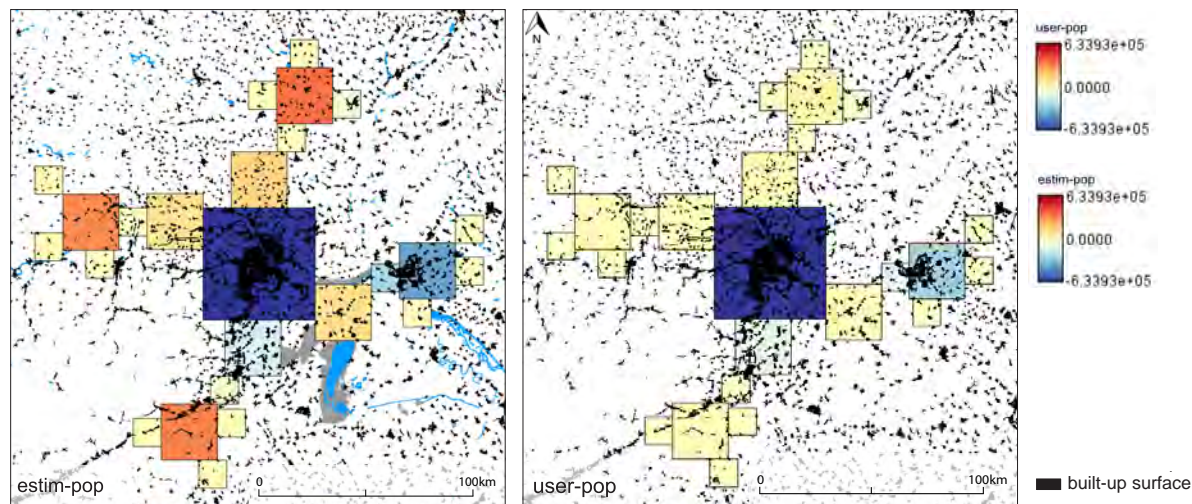 estim-pop
0
100km
N
user-pop
0
100km
user-pop
6.3393e+05
0.0000
-6.3393e+05
estim-pop
6.3393e+05
0.0000
-6.3393e+05
built-up surface